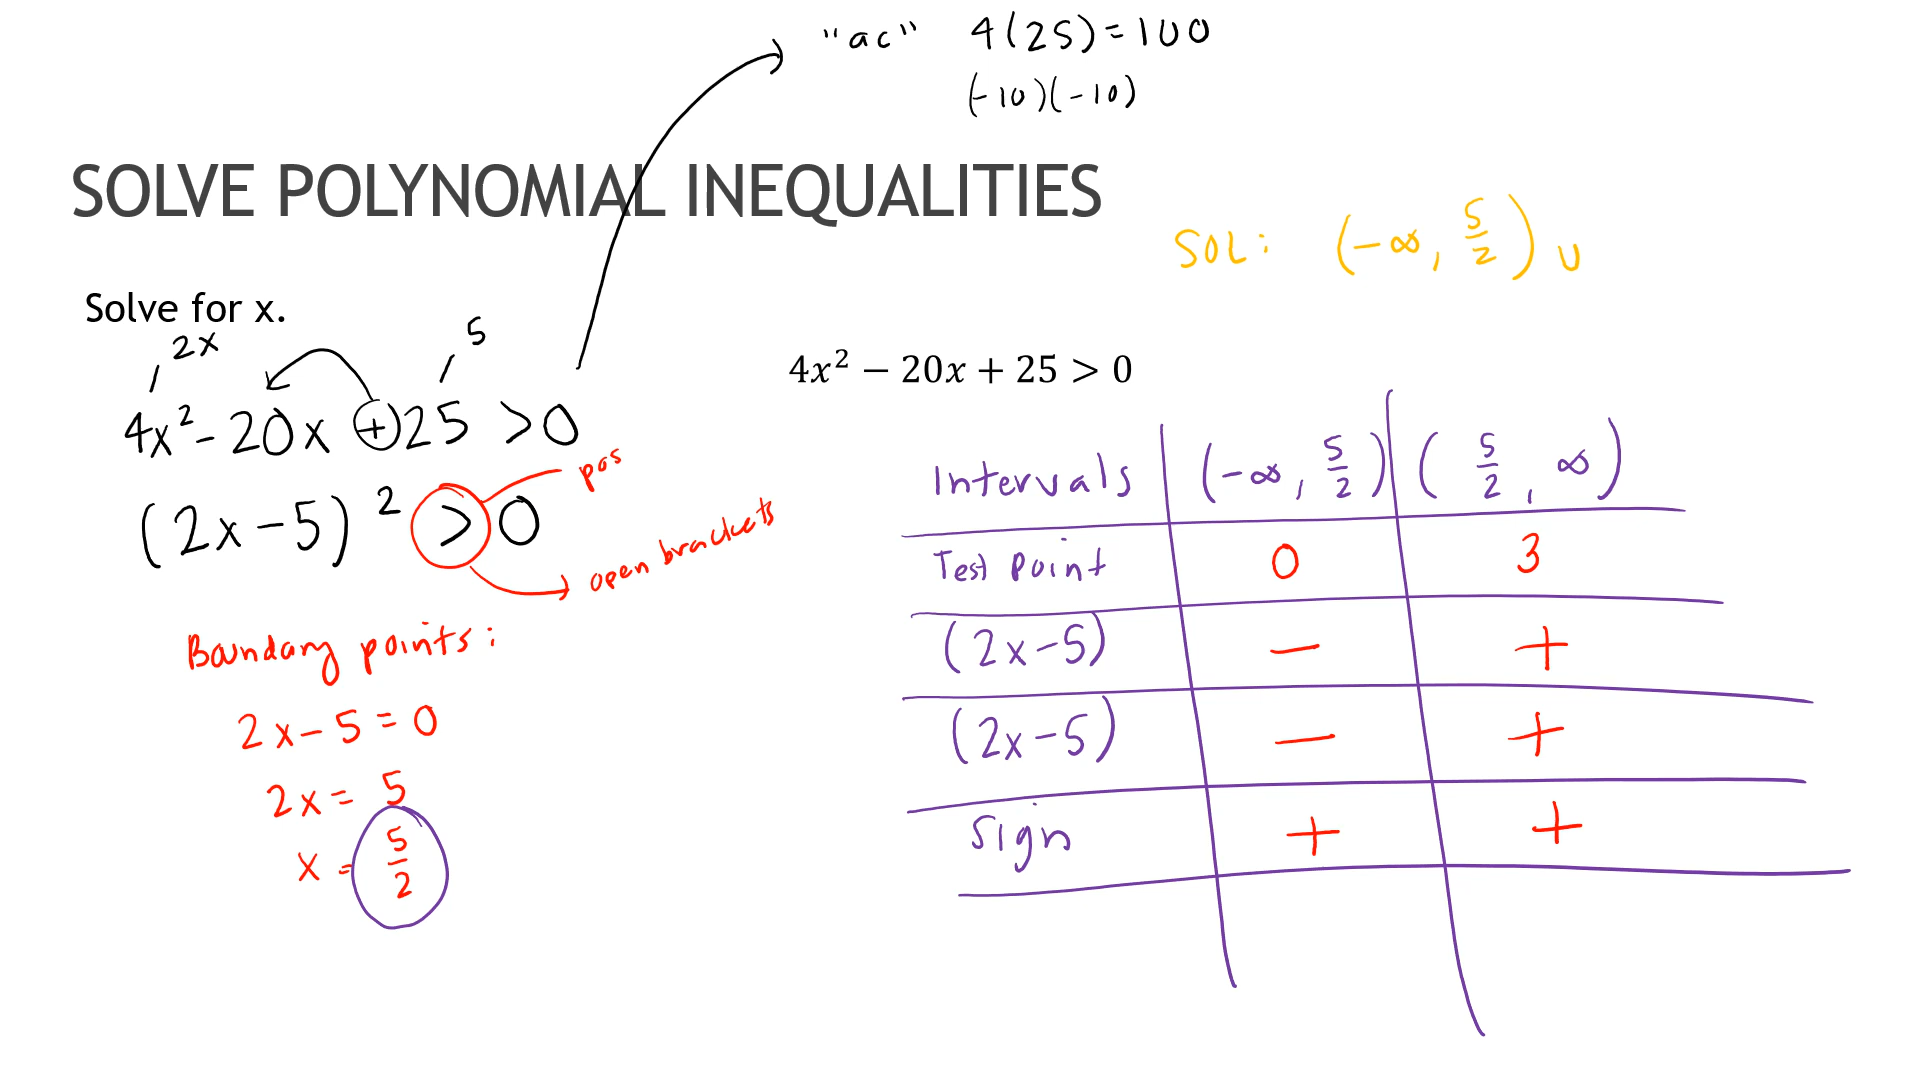 "ac" 4(25)=100
(-10)(-10)
SOLVE POLYNOMIAL INEQUALITIES
SOL: (-∞, 5/2) ∪
Solve for x.
2x 5
4x² - 20x + 25 > 0
4x² − 20x + 25 > 0
(2x-5)² > 0
pos
open brackets
Boundary points:
2x - 5 = 0
2x = 5
x = 5/2
Intervals (-∞, 5/2) (5/2, ∞)
Test Point 0 3
(2x-5) − +
(2x-5) − +
Sign + +